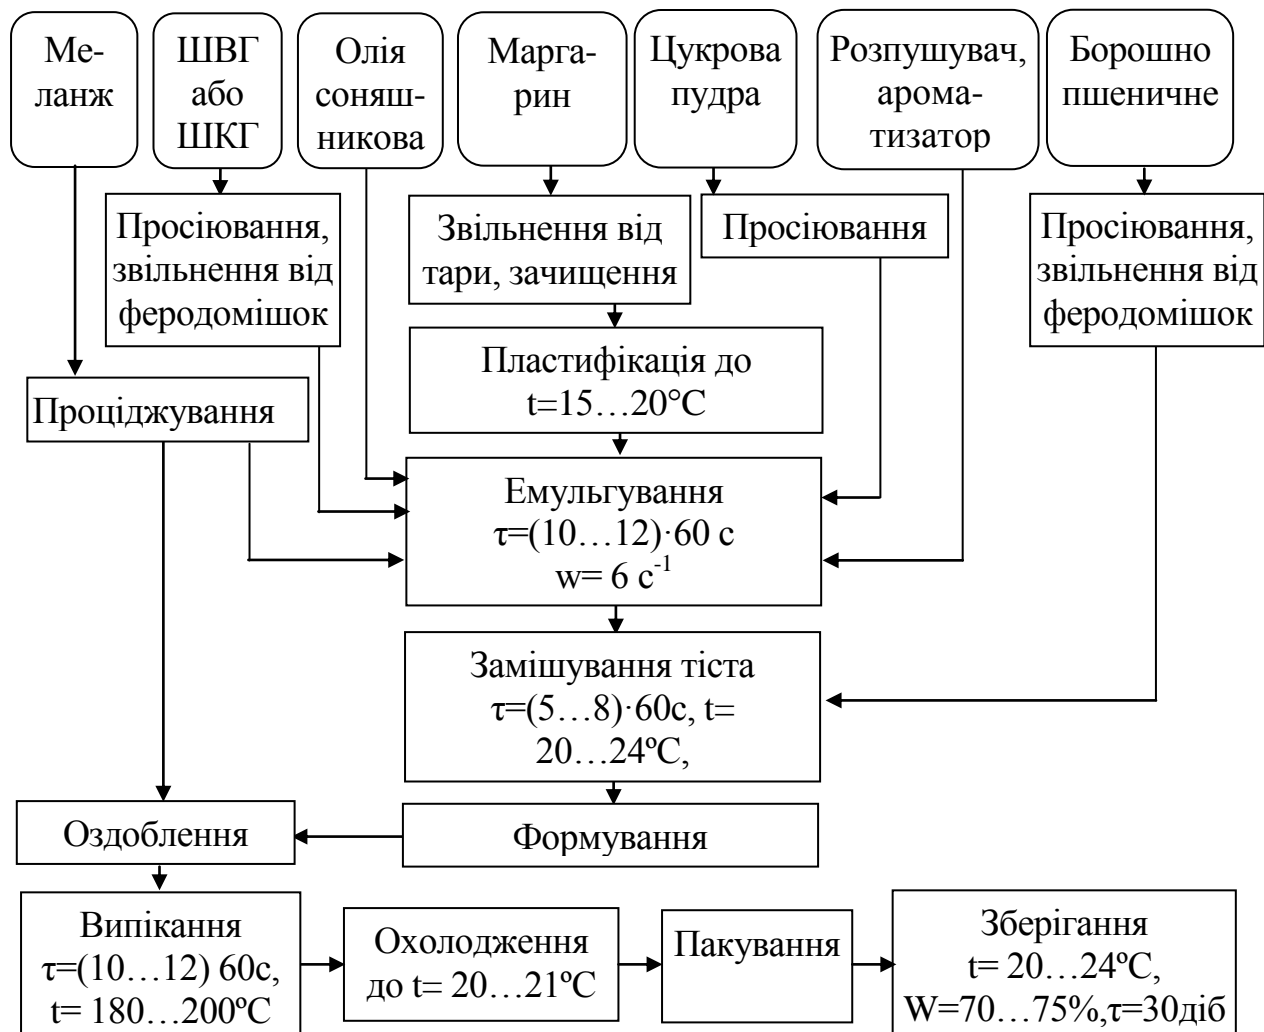 Ме-
ланж
ШВГ
або
ШКГ
Олія
соняш-
никова
Марга-
рин
Цукрова
пудра
Розпушувач,
арома-
тизатор
Борошно
пшеничне
Просіювання,
звільнення від
феродомішок
Звільнення від
тари, зачищення
Просіювання
Просіювання,
звільнення від
феродомішок
Проціджування
Пластифікація до
t=15…20°С
Емульгування
τ=(10…12)·60 с
w= 6 с⁻¹
Замішування тіста
τ=(5…8)·60с, t=
20…24ºС,
Оздоблення
Формування
Випікання
τ=(10…12) 60с,
t= 180…200ºС
Охолодження
до t= 20…21ºС
Пакування
Зберігання
t= 20…24ºС,
W=70…75%,τ=30діб